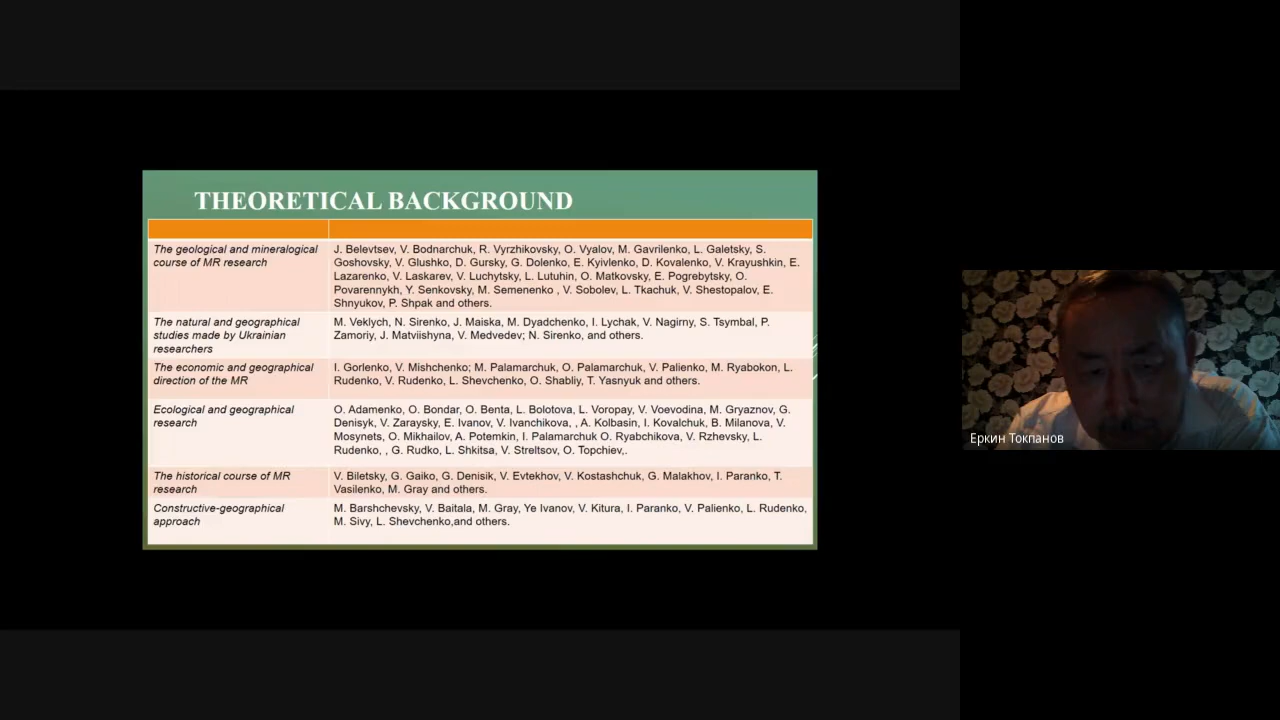 THEORETICAL BACKGROUND
The geological and mineralogical
course of MR research
J. Belevtsev, V. Bodnarchuk, R. Vyrzhikovsky, O. Vyalov, M. Gavrilenko, L. Galetsky, S.
Goshovsky, V. Glushko, D. Gursky, G. Dolenko, E. Kyivlenko, D. Kovalenko, V. Krayushkin, E.
Lazarenko, V. Laskarev, V. Luchytsky, L. Lutuhin, O. Matkovsky, E. Pogrebytsky, O.
Povarennykh, Y. Senkovsky, M. Semenenko , V. Sobolev, L. Tkachuk, V. Shestopalov, E.
Shnyukov, P. Shpak and others.
The natural and geographical
studies made by Ukrainian
researchers
M. Veklych, N. Sirenko, J. Maiska, M. Dyadchenko, I. Lychak, V. Nagirny, S. Tsymbal, P.
Zamoriy, J. Matviishyna, V. Medvedev; N. Sirenko, and others.
The economic and geographical
direction of the MR
I. Gorlenko, V. Mishchenko; M. Palamarchuk, O. Palamarchuk, V. Palienko, M. Ryabokon, L.
Rudenko, V. Rudenko, L. Shevchenko, O. Shabliy, T. Yasnyuk and others.
Ecological and geographical
research
O. Adamenko, O. Bondar, O. Benta, L. Bolotova, L. Voropay, V. Voevodina, M. Gryaznov, G.
Denisyk, V. Zaraysky, E. Ivanov, V. Ivanchikova, , A. Kolbasin, I. Kovalchuk, B. Milanova, V.
Mosynets, O. Mikhailov, A. Potemkin, I. Palamarchuk O. Ryabchikova, V. Rzhevsky, L.
Rudenko, , G. Rudko, L. Shkitsa, V. Streltsov, O. Topchiev,.
The historical course of MR
research
V. Biletsky, G. Gaiko, G. Denisik, V. Evtekhov, V. Kostashchuk, G. Malakhov, I. Paranko, T.
Vasilenko, M. Gray and others.
Constructive-geographical
approach
M. Barshchevsky, V. Baitala, M. Gray, Ye Ivanov, V. Kitura, I. Paranko, V. Palienko, L. Rudenko,
M. Sivy, L. Shevchenko,and others.
Еркин Токпанов